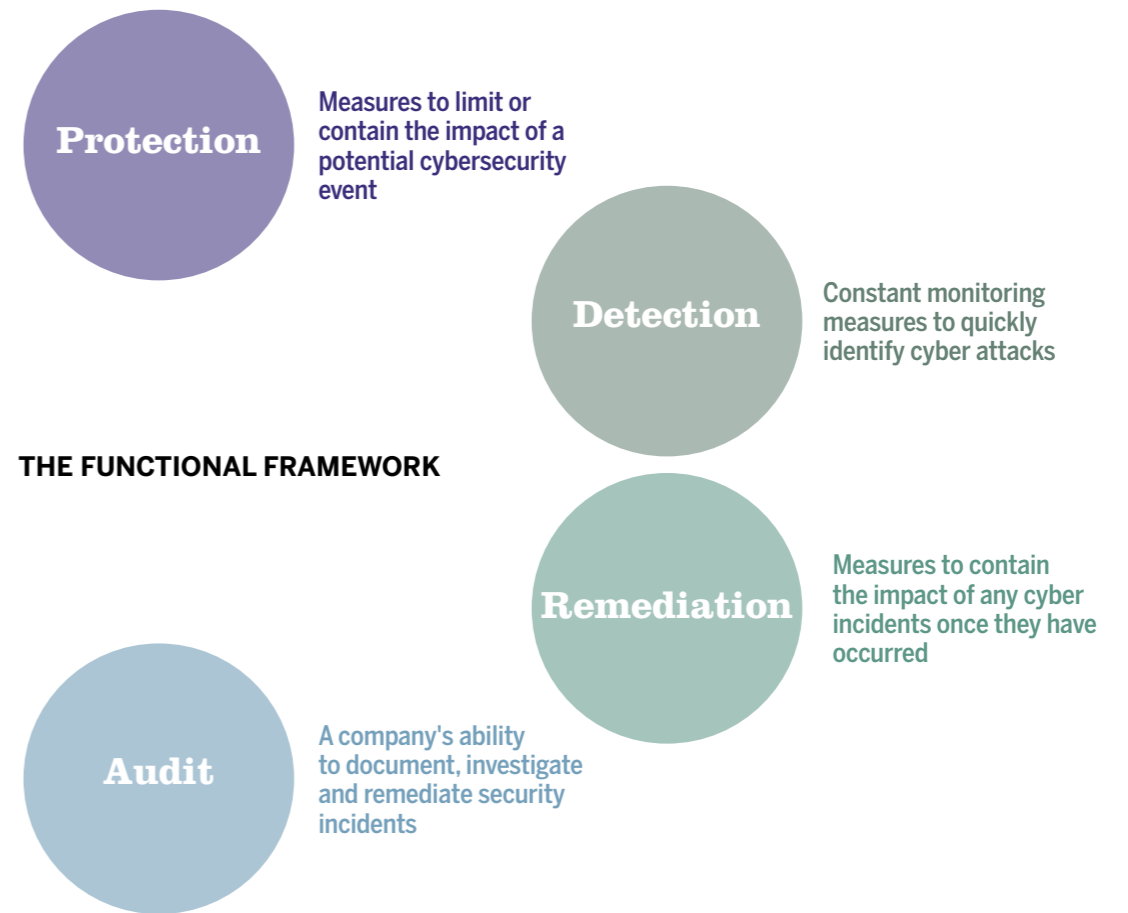 Protection
Measures to limit or
contain the impact of a
potential cybersecurity
event
Detection
Constant monitoring
measures to quickly
identify cyber attacks
THE FUNCTIONAL FRAMEWORK
Remediation
Measures to contain
the impact of any cyber
incidents once they have
occurred
Audit
A company's ability
to document, investigate
and remediate security
incidents